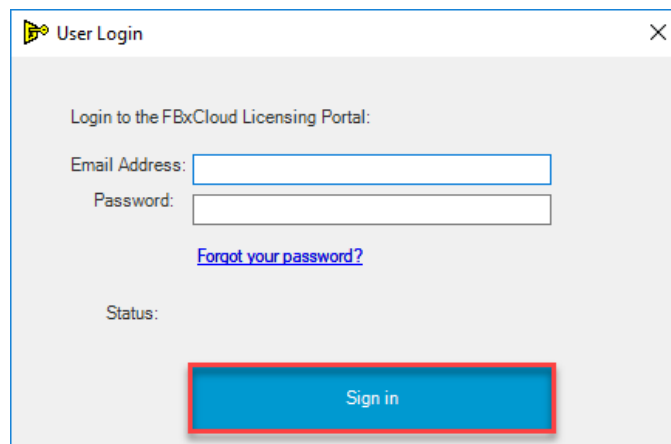 User Login
Login to the FBxCloud Licensing Portal:
Email Address:
Password:
Forgot your password?
Status:
Sign in